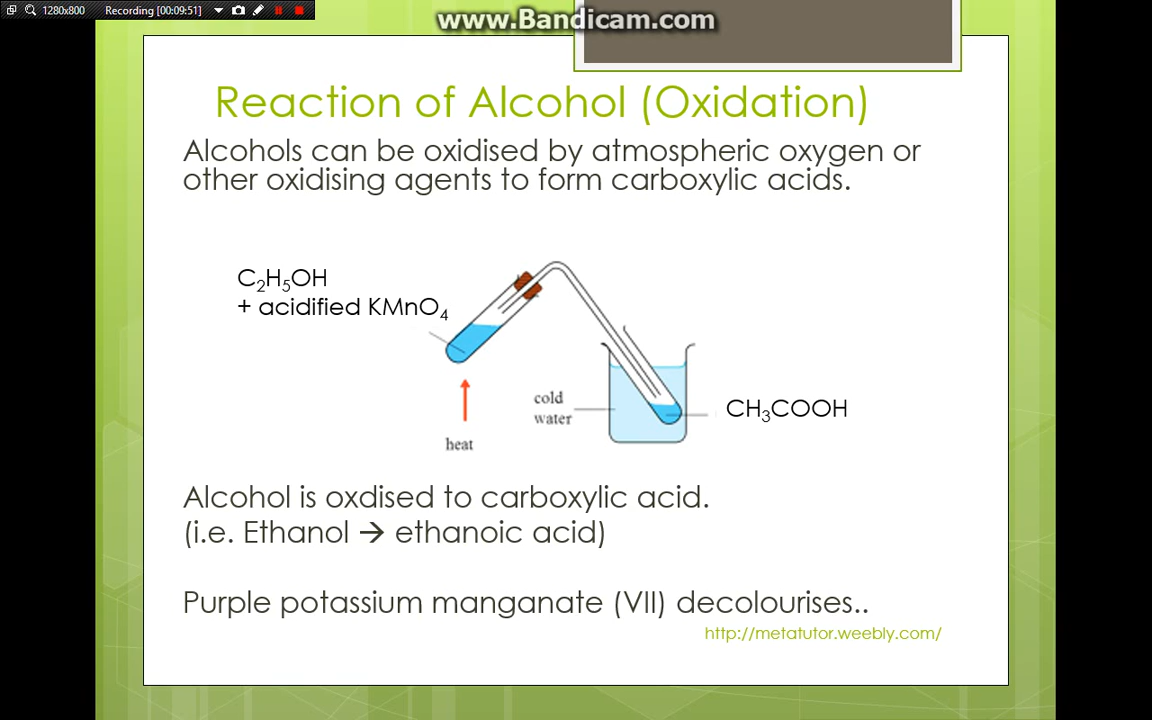 1280x800 Recording [00:09:51]
www.Bandicam.com
Reaction of Alcohol (Oxidation)
Alcohols can be oxidised by atmospheric oxygen or
other oxidising agents to form carboxylic acids.
C₂H₅OH
+ acidified KMnO₄
cold
water
CH₃COOH
heat
Alcohol is oxdised to carboxylic acid.
(i.e. Ethanol → ethanoic acid)
Purple potassium manganate (VII) decolourises..
http://metatutor.weebly.com/